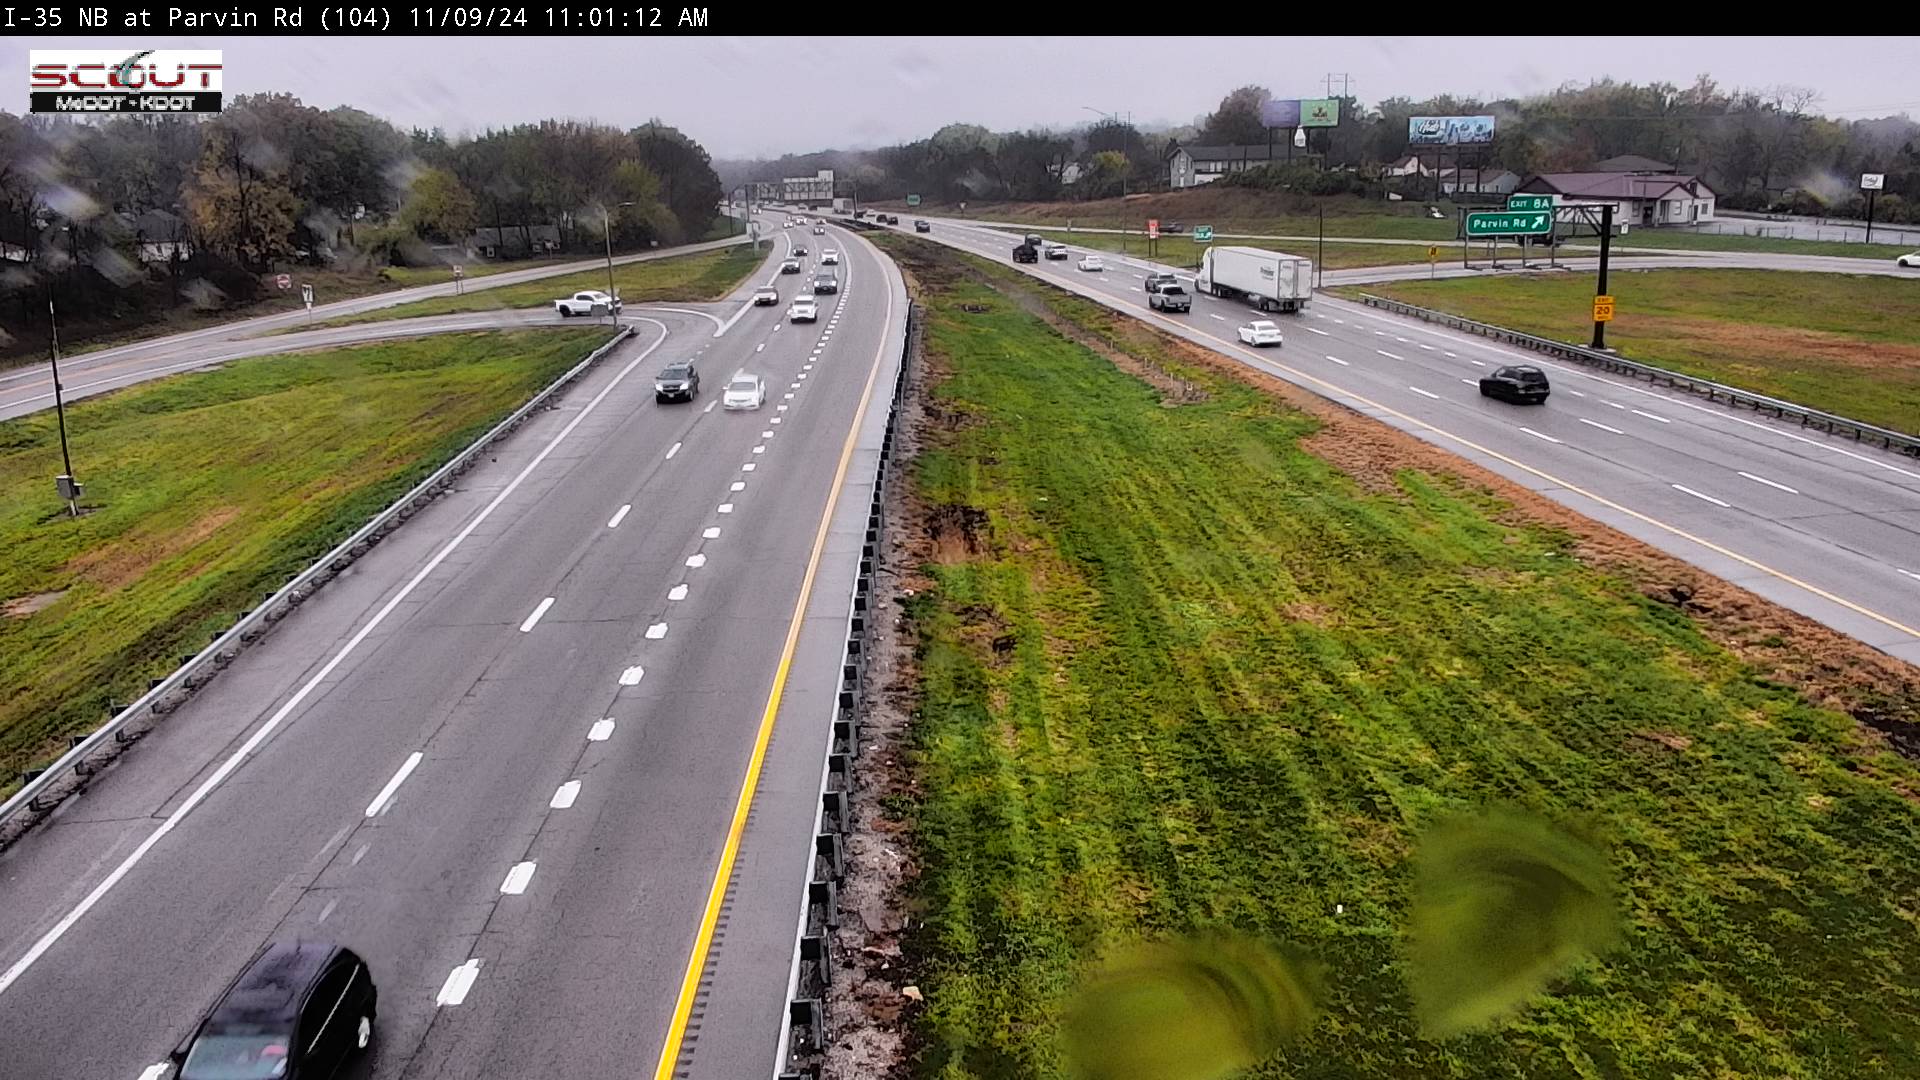 I-35 NB at Parvin Rd (104) 11/09/24 11:01:12 AM
SCOUT
MoDOT - KDOT
EXIT 8A
Parvin Rd
EXIT
20